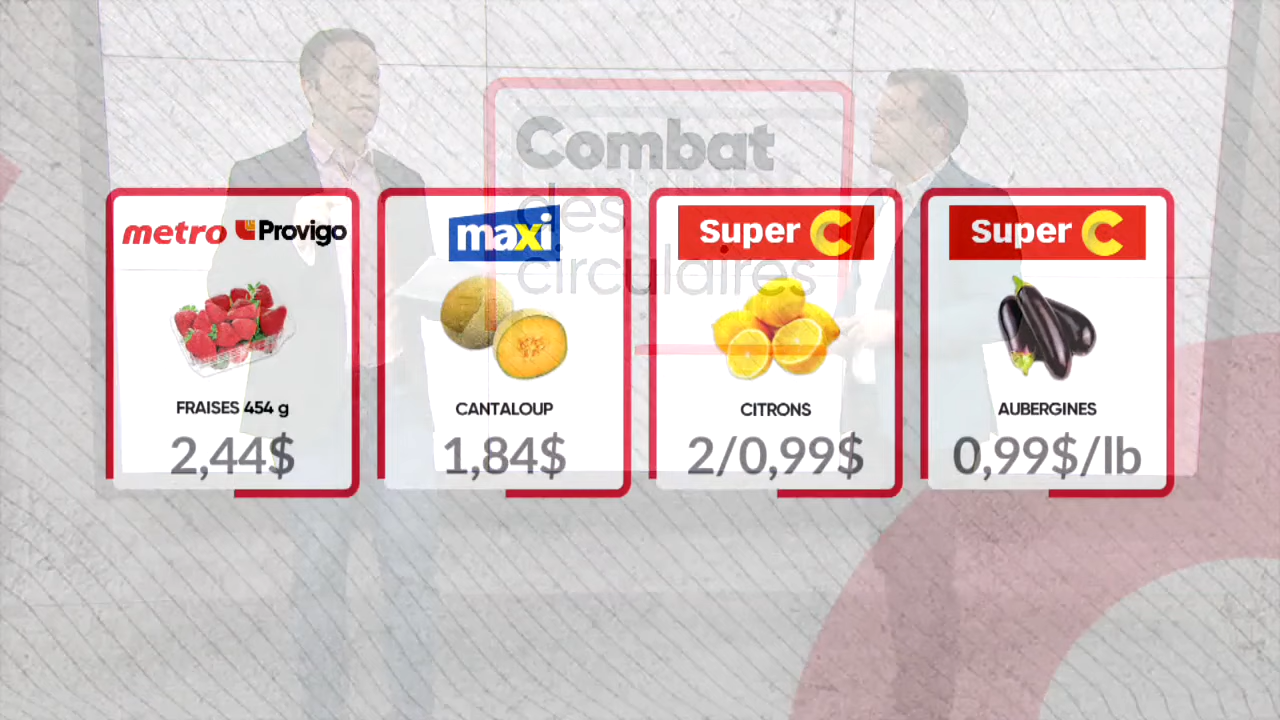 Combat
des
circulaires
metro Provigo
FRAISES 454 g
2,44$
maxi
CANTALOUP
1,84$
Super C
CITRONS
2/0,99$
Super C
AUBERGINES
0,99$/lb